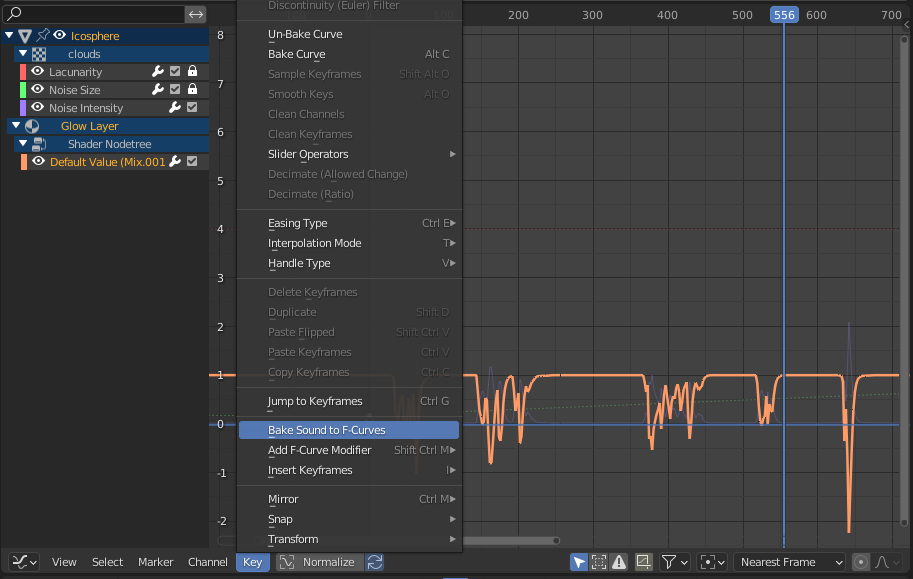 Discontinuity (Euler) Filter
200 300 400 500 556 600 700
Icosphere
clouds
Lacunarity
Noise Size
Noise Intensity
Glow Layer
Shader Nodetree
Default Value (Mix.001
8
7
6
5
4
3
2
1
0
-1
-2
Un-Bake Curve
Bake Curve Alt C
Sample Keyframes Shift Alt O
Smooth Keys Alt O
Clean Channels
Clean Keyframes
Slider Operators
Decimate (Allowed Change)
Decimate (Ratio)
Easing Type Ctrl E
Interpolation Mode T
Handle Type V
Delete Keyframes
Duplicate Shift D
Paste Flipped Shift Ctrl V
Paste Keyframes Ctrl V
Copy Keyframes Ctrl C
Jump to Keyframes Ctrl G
Bake Sound to F-Curves
Add F-Curve Modifier Shift Ctrl M
Insert Keyframes I
Mirror Ctrl M
Snap
Transform
View Select Marker Channel Key Normalize Nearest Frame